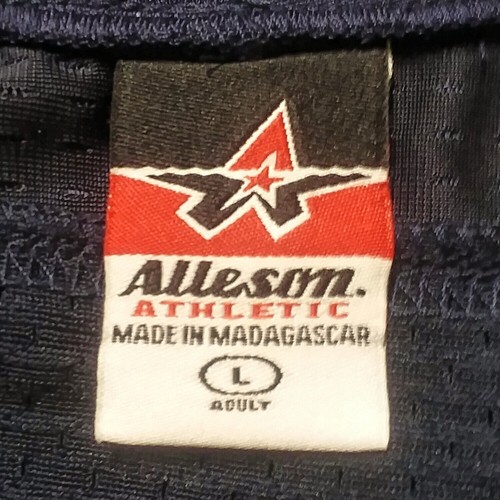 Alleson.
ATHLETIC
MADE IN MADAGASCAR
L
ADULT